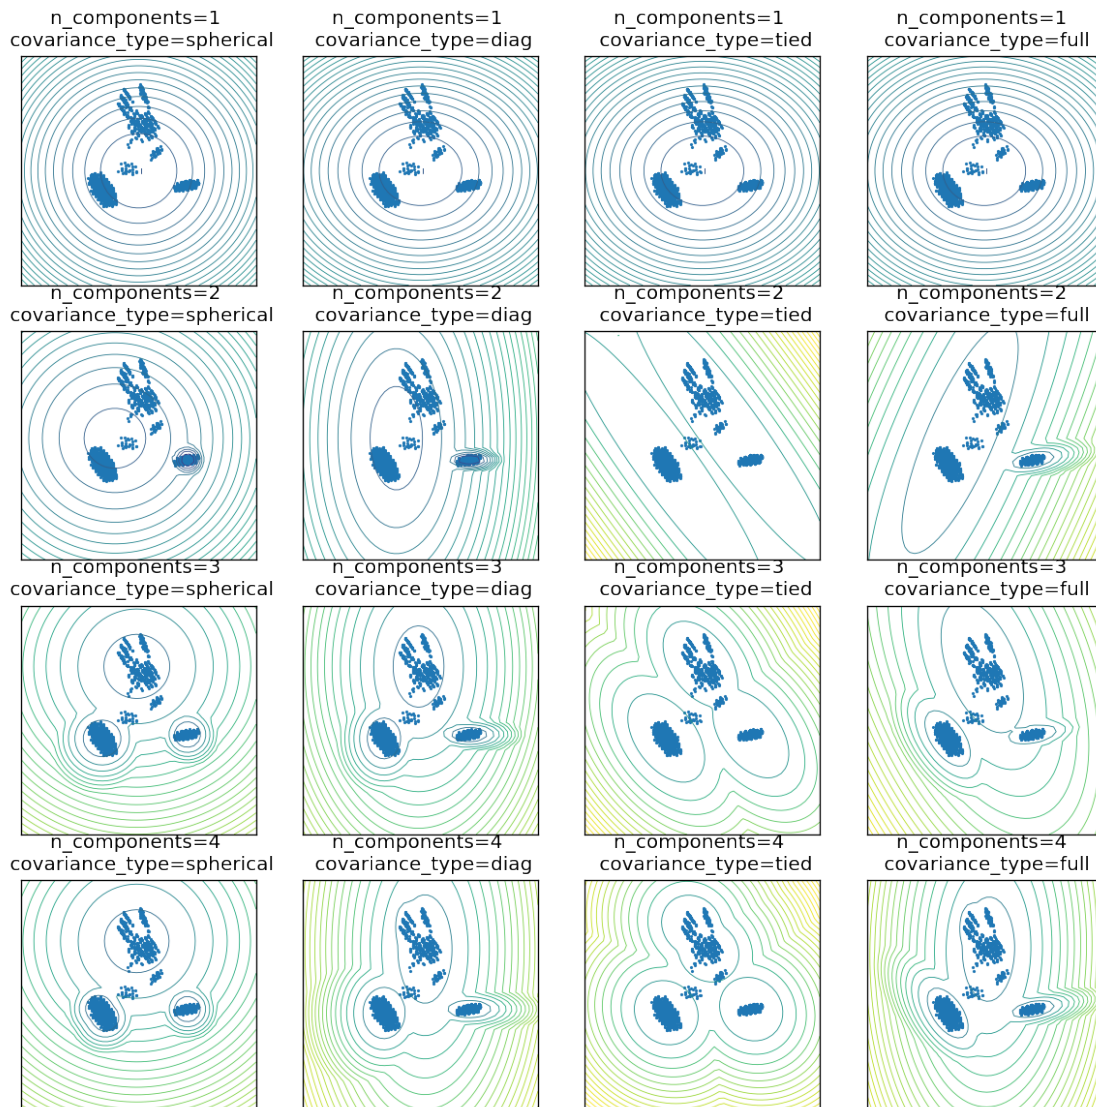 n_components=1
covariance_type=spherical
n_components=1
covariance_type=diag
n_components=1
covariance_type=tied
n_components=1
covariance_type=full
n_components=2
covariance_type=spherical
n_components=2
covariance_type=diag
n_components=2
covariance_type=tied
n_components=2
covariance_type=full
n_components=3
covariance_type=spherical
n_components=3
covariance_type=diag
n_components=3
covariance_type=tied
n_components=3
covariance_type=full
n_components=4
covariance_type=spherical
n_components=4
covariance_type=diag
n_components=4
covariance_type=tied
n_components=4
covariance_type=full